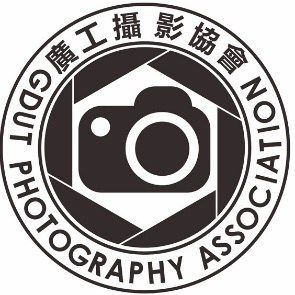 廣工攝影協會
GDUT PHOTOGRAPHY ASSOCIATION